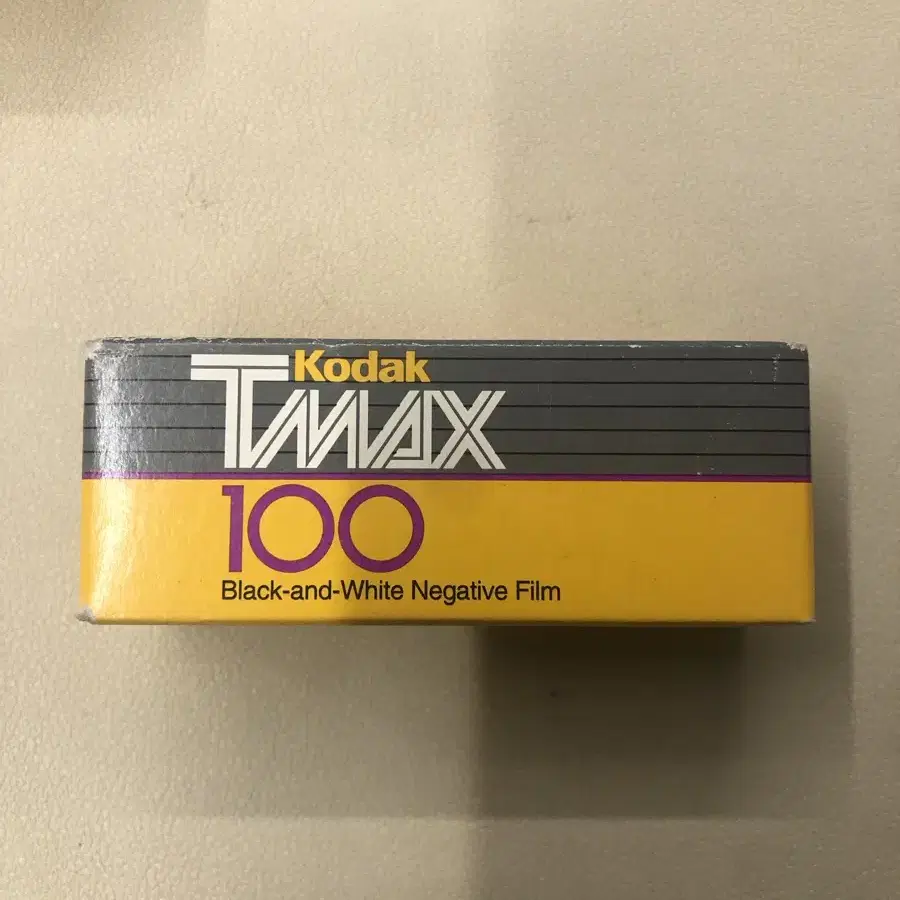 Kodak
TMAX
100
Black-and-White Negative Film